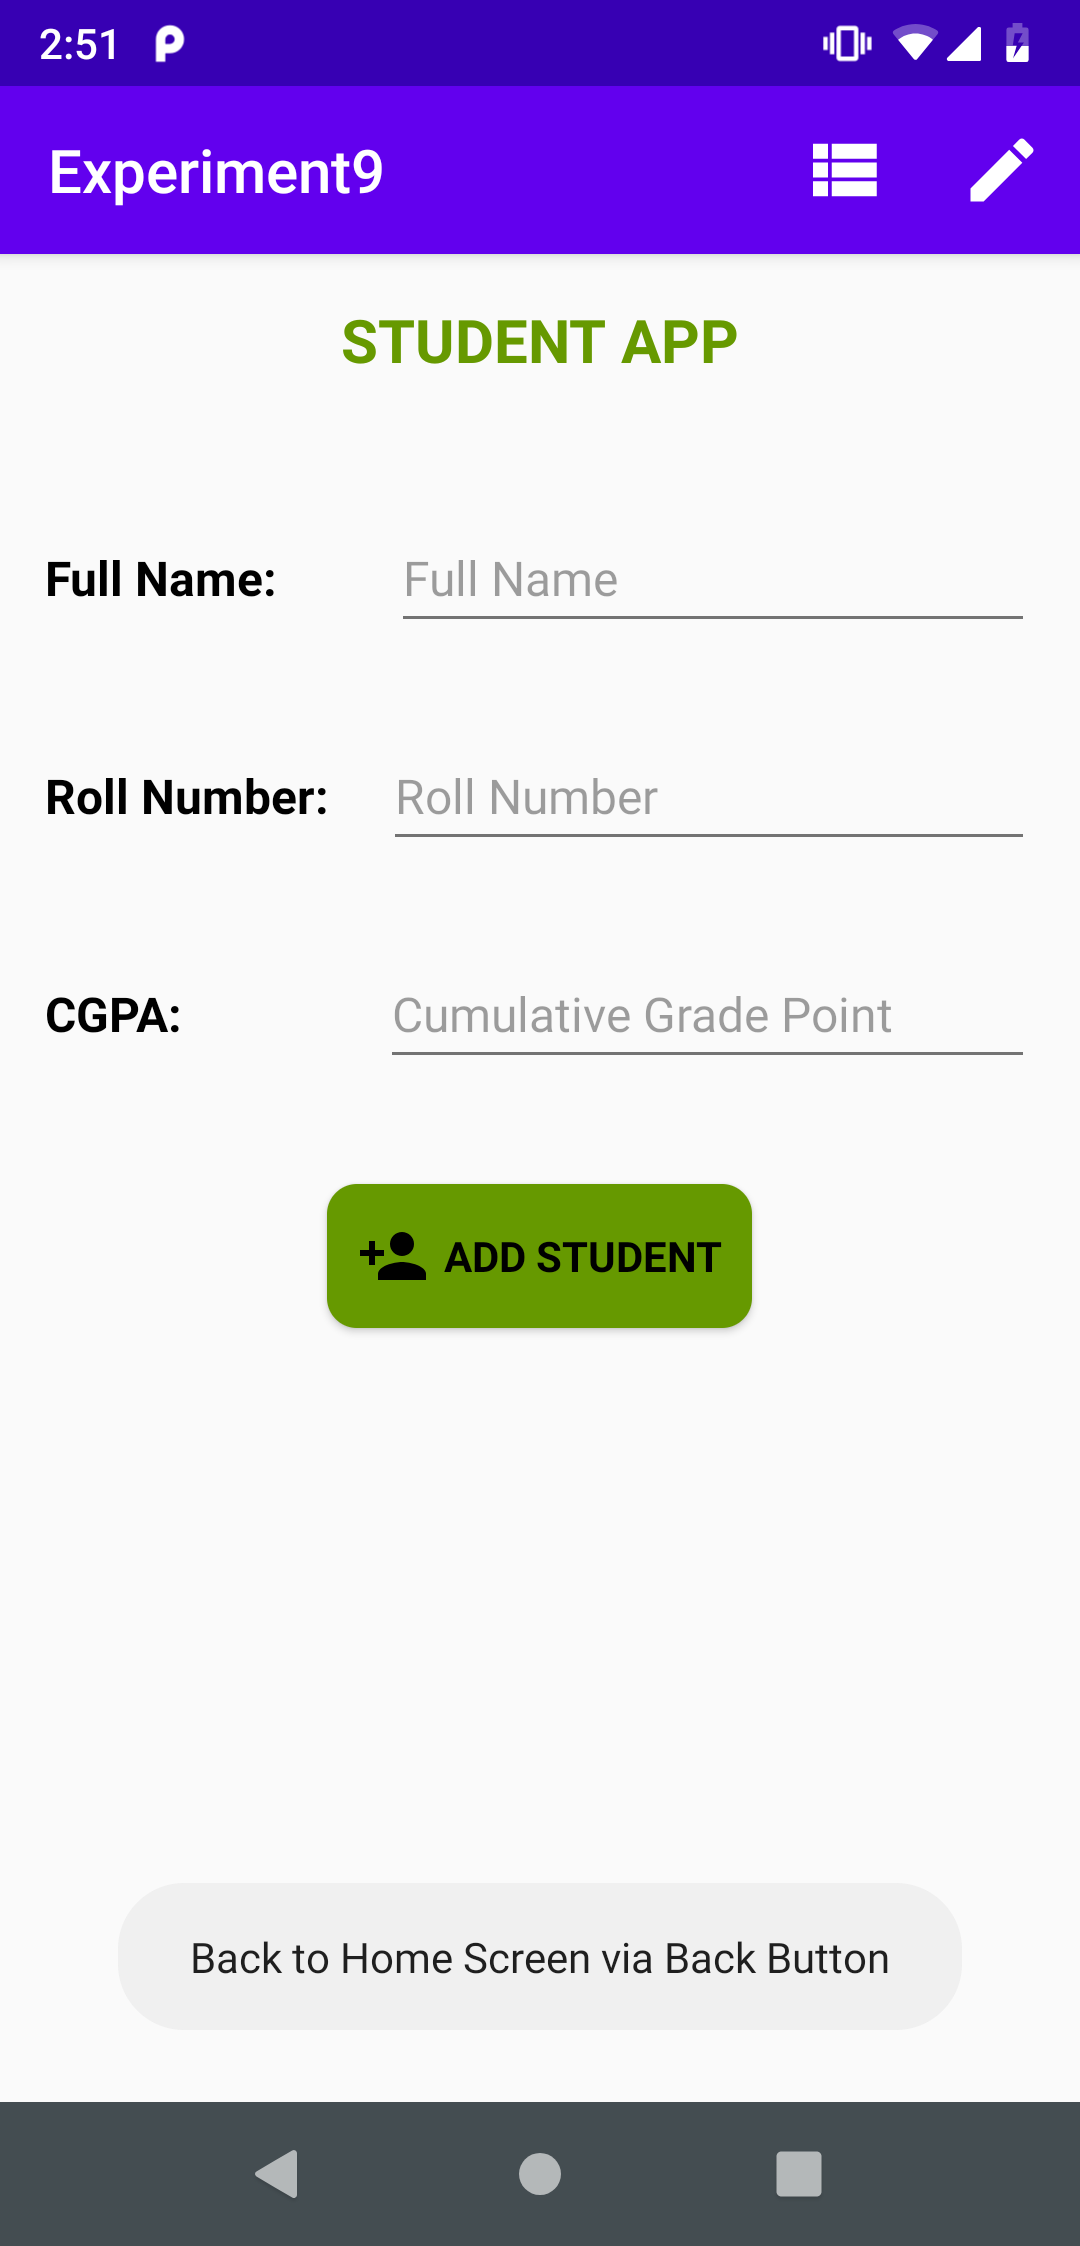 2:51
Experiment9
STUDENT APP
Full Name: Full Name
Roll Number: Roll Number
CGPA: Cumulative Grade Point
ADD STUDENT
Back to Home Screen via Back Button